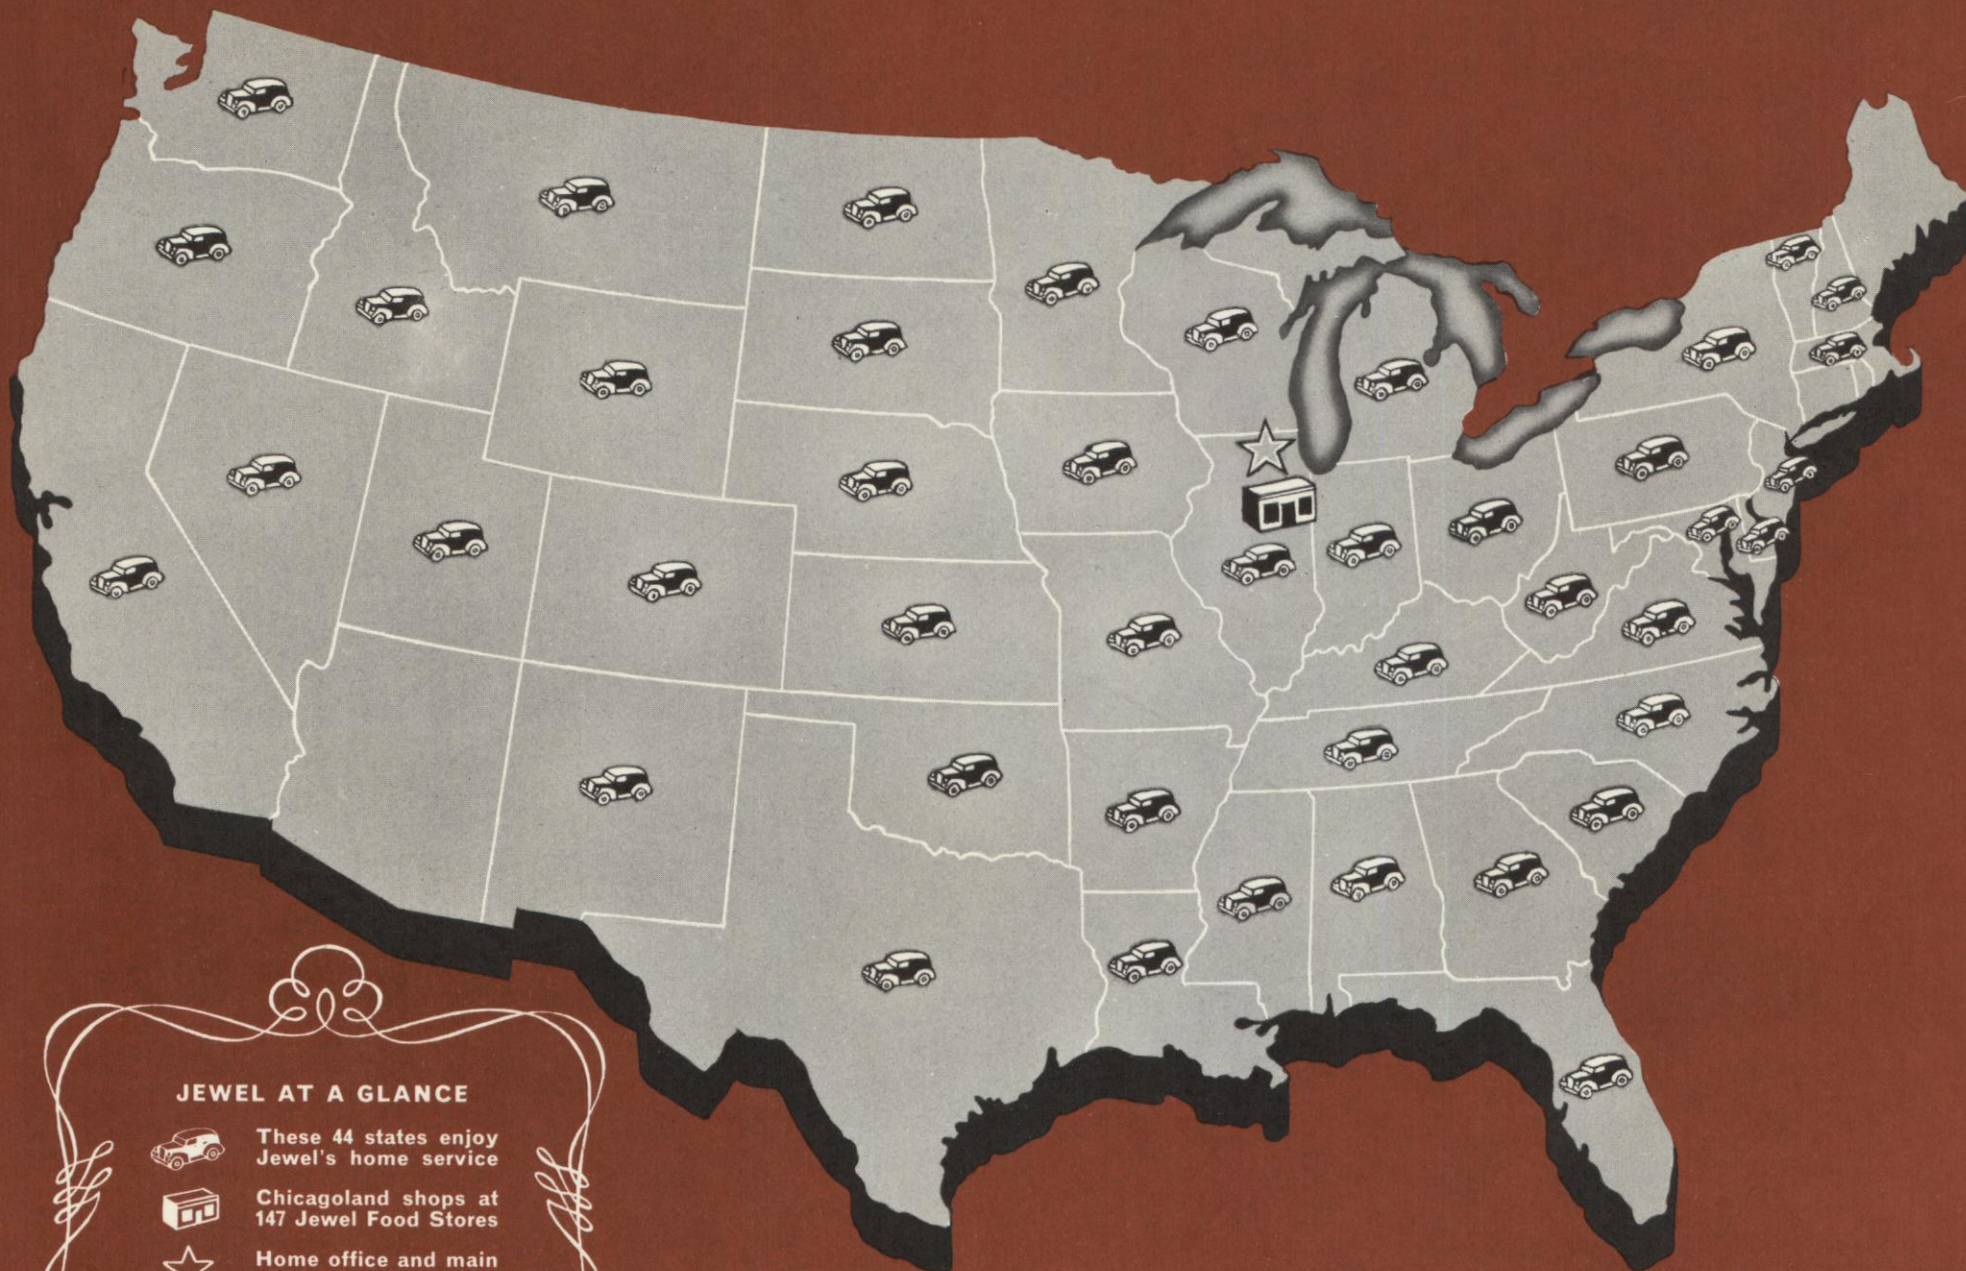 JEWEL AT A GLANCE
These 44 states enjoy
Jewel's home service
Chicagoland shops at
147 Jewel Food Stores
Home office and main